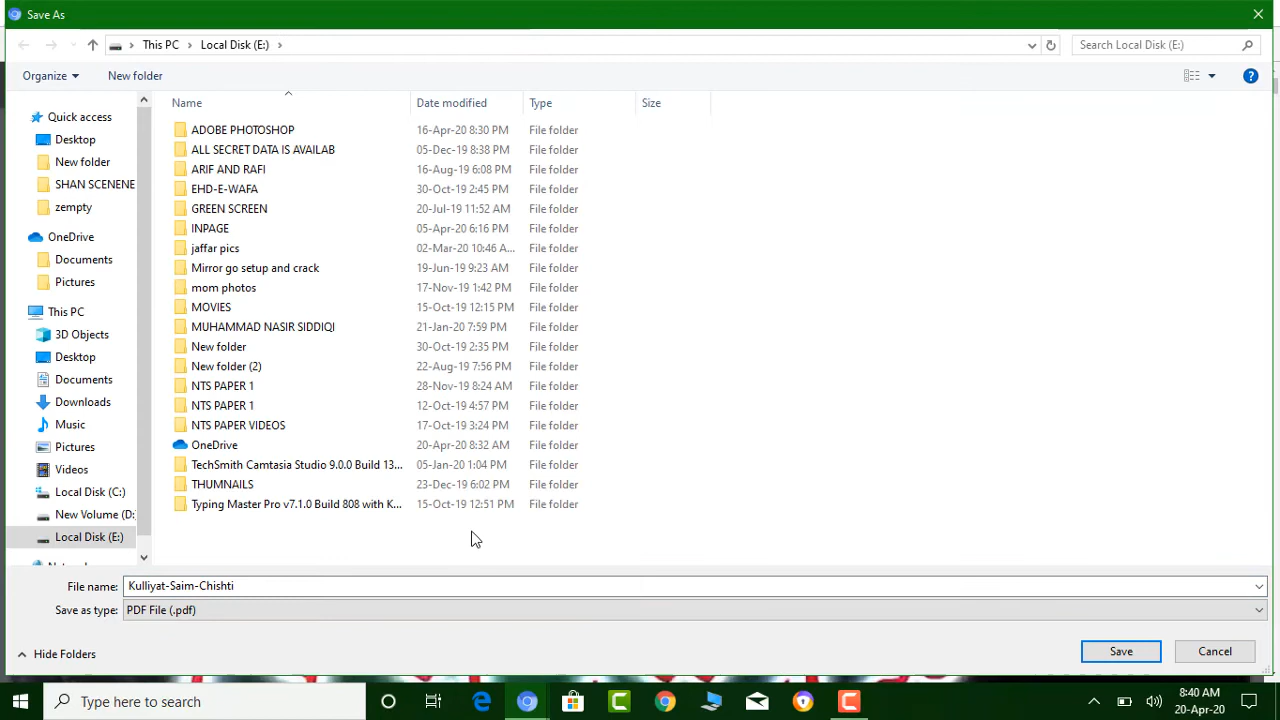 Save As
This PC Local Disk (E:)
Search Local Disk (E:)
Organize New folder
Name Date modified Type Size
Quick access
Desktop
New folder
SHAN SCENENE
zempty
OneDrive
Documents
Pictures
This PC
3D Objects
Desktop
Documents
Downloads
Music
Pictures
Videos
Local Disk (C:)
New Volume (D:
Local Disk (E:)
ADOBE PHOTOSHOP 16-Apr-20 8:30 PM File folder
ALL SECRET DATA IS AVAILAB 05-Dec-19 8:38 PM File folder
ARIF AND RAFI 16-Aug-19 6:08 PM File folder
EHD-E-WAFA 30-Oct-19 2:45 PM File folder
GREEN SCREEN 20-Jul-19 11:52 AM File folder
INPAGE 05-Apr-20 6:16 PM File folder
jaffar pics 02-Mar-20 10:46 A... File folder
Mirror go setup and crack 19-Jun-19 9:23 AM File folder
mom photos 17-Nov-19 1:42 PM File folder
MOVIES 15-Oct-19 12:15 PM File folder
MUHAMMAD NASIR SIDDIQI 21-Jan-20 7:59 PM File folder
New folder 30-Oct-19 2:35 PM File folder
New folder (2) 22-Aug-19 7:56 PM File folder
NTS PAPER 1 28-Nov-19 8:24 AM File folder
NTS PAPER 1 12-Oct-19 4:57 PM File folder
NTS PAPER VIDEOS 17-Oct-19 3:24 PM File folder
OneDrive 20-Apr-20 8:32 AM File folder
TechSmith Camtasia Studio 9.0.0 Build 13... 05-Jan-20 1:04 PM File folder
THUMNAILS 23-Dec-19 6:02 PM File folder
Typing Master Pro v7.1.0 Build 808 with K... 15-Oct-19 12:51 PM File folder
File name: Kulliyat-Saim-Chishti
Save as type: PDF File (.pdf)
Hide Folders
Save Cancel
Type here to search
8:40 AM
20-Apr-20